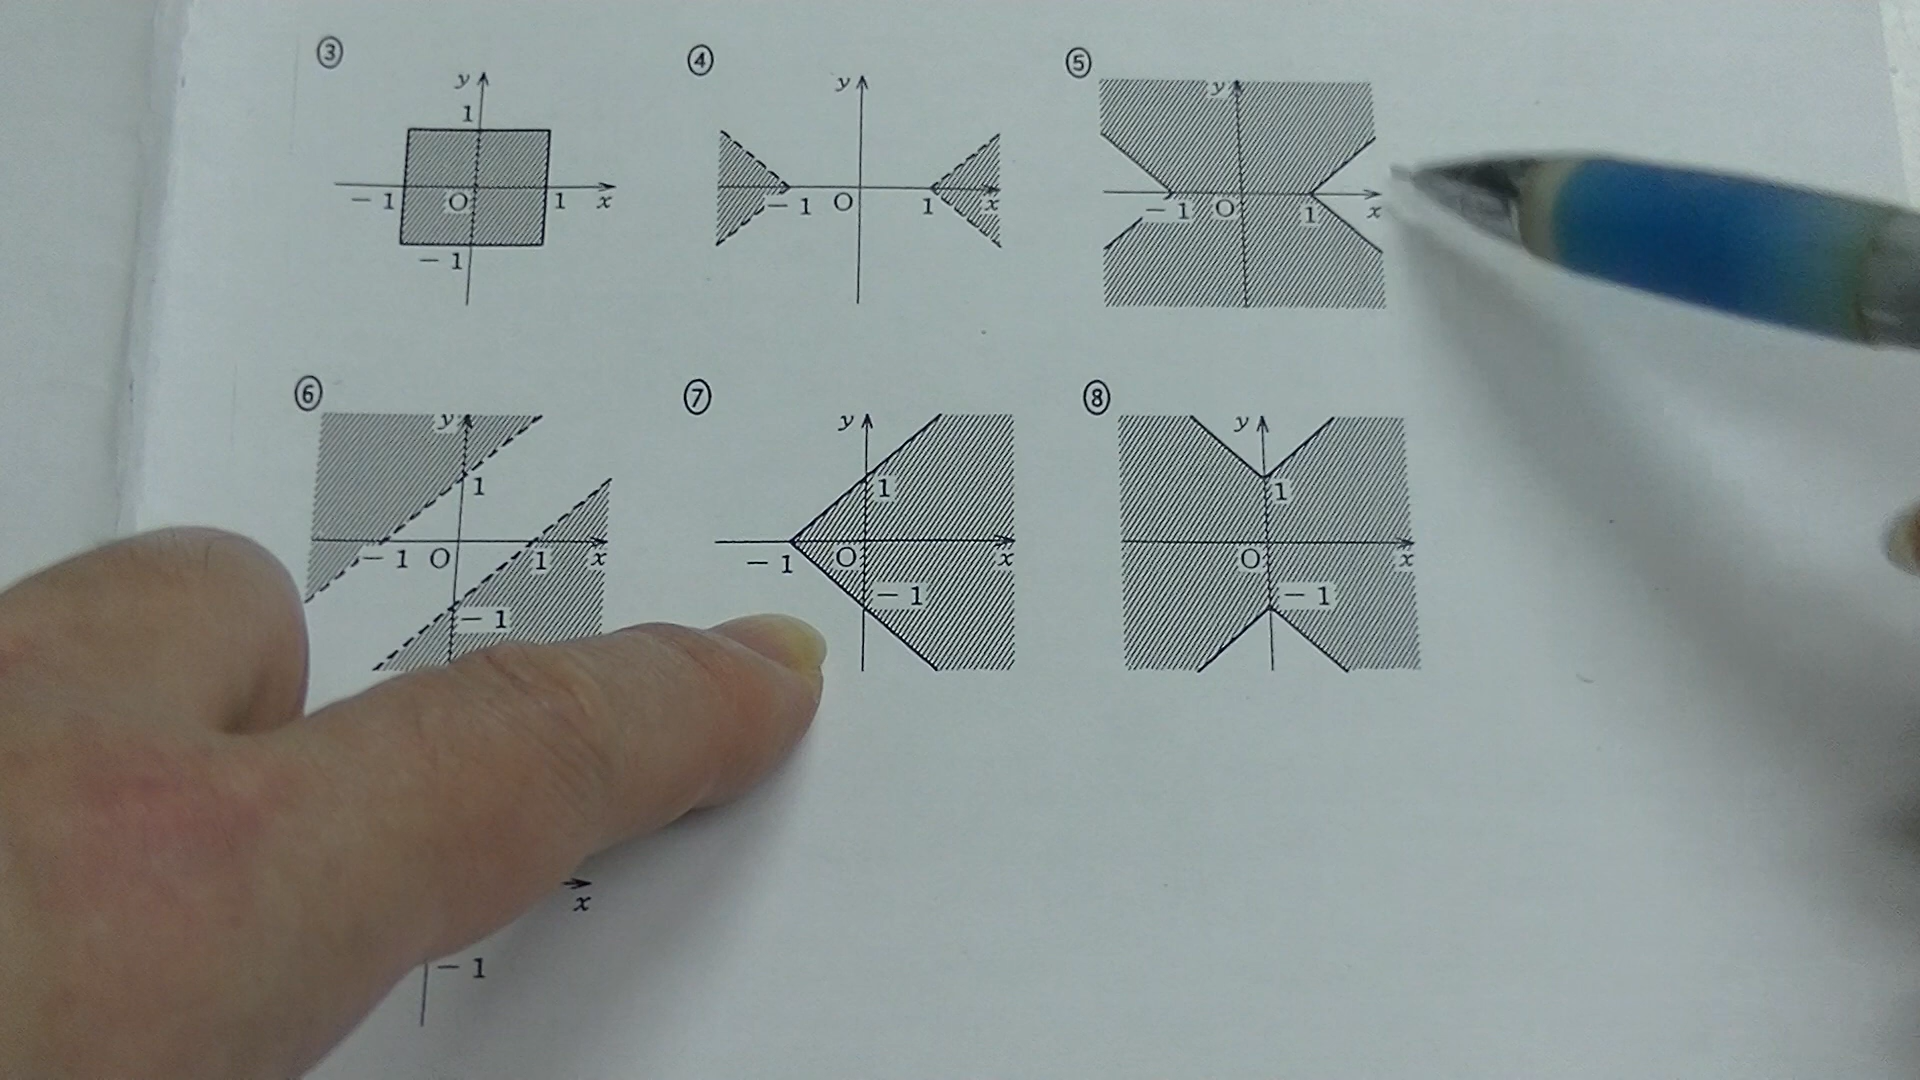 ③ ④ ⑤
y y y
1
－1 O 1 x －1 O 1 x －1 O 1 x
－1
⑥ ⑦ ⑧
y y y
1 1 1
－1 O 1 x －1 O x O x
－1 －1 －1
x
－1